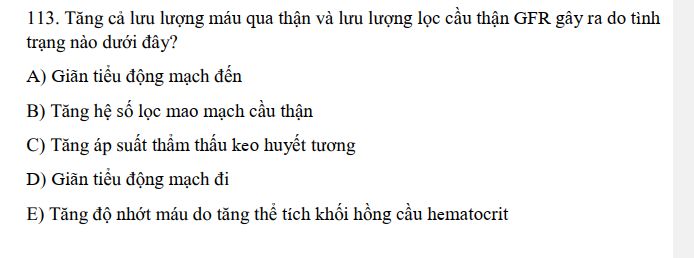 113. Tăng cả lưu lượng máu qua thận và lưu lượng lọc cầu thận GFR gây ra do tình
trạng nào dưới đây?
A) Giãn tiểu động mạch đến
B) Tăng hệ số lọc mao mạch cầu thận
C) Tăng áp suất thẩm thấu keo huyết tương
D) Giãn tiểu động mạch đi
E) Tăng độ nhớt máu do tăng thể tích khối hồng cầu hematocrit